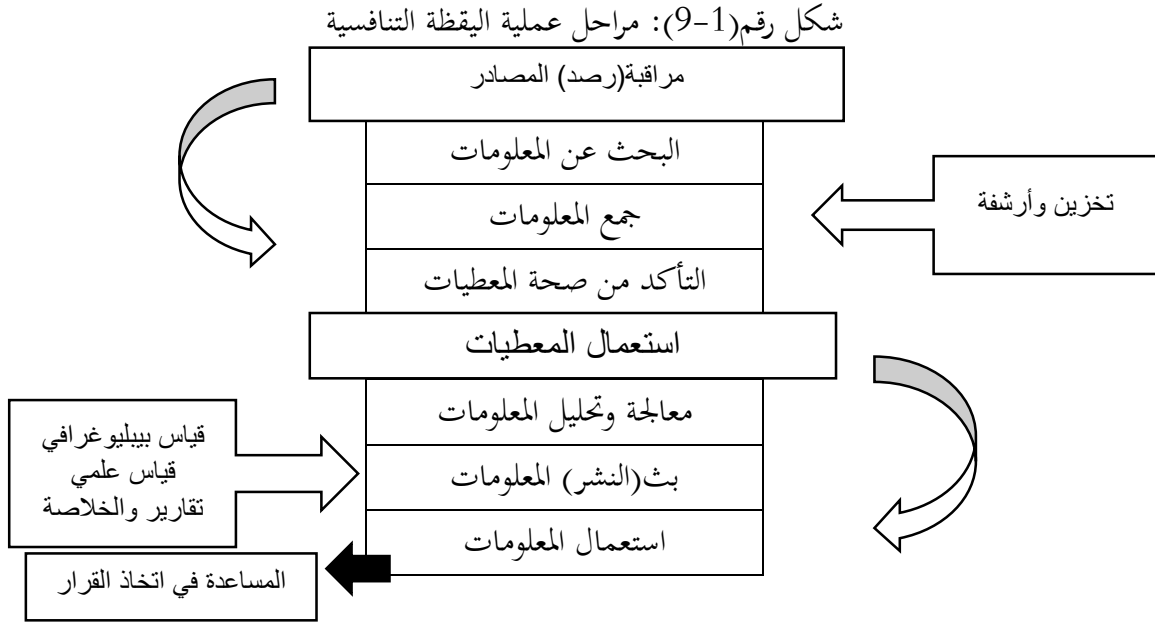 شكل رقم(1-9): مراحل عملية اليقظة التنافسية
مراقبة(رصد) المصادر
البحث عن المعلومات
جمع المعلومات
التأكد من صحة المعطيات
تخزين وأرشفة
استعمال المعطيات
معالجة وتحليل المعلومات
بث(النشر) المعلومات
استعمال المعلومات
قياس بيبليوغرافي
قياس علمي
تقارير والخلاصة
المساعدة في اتخاذ القرار